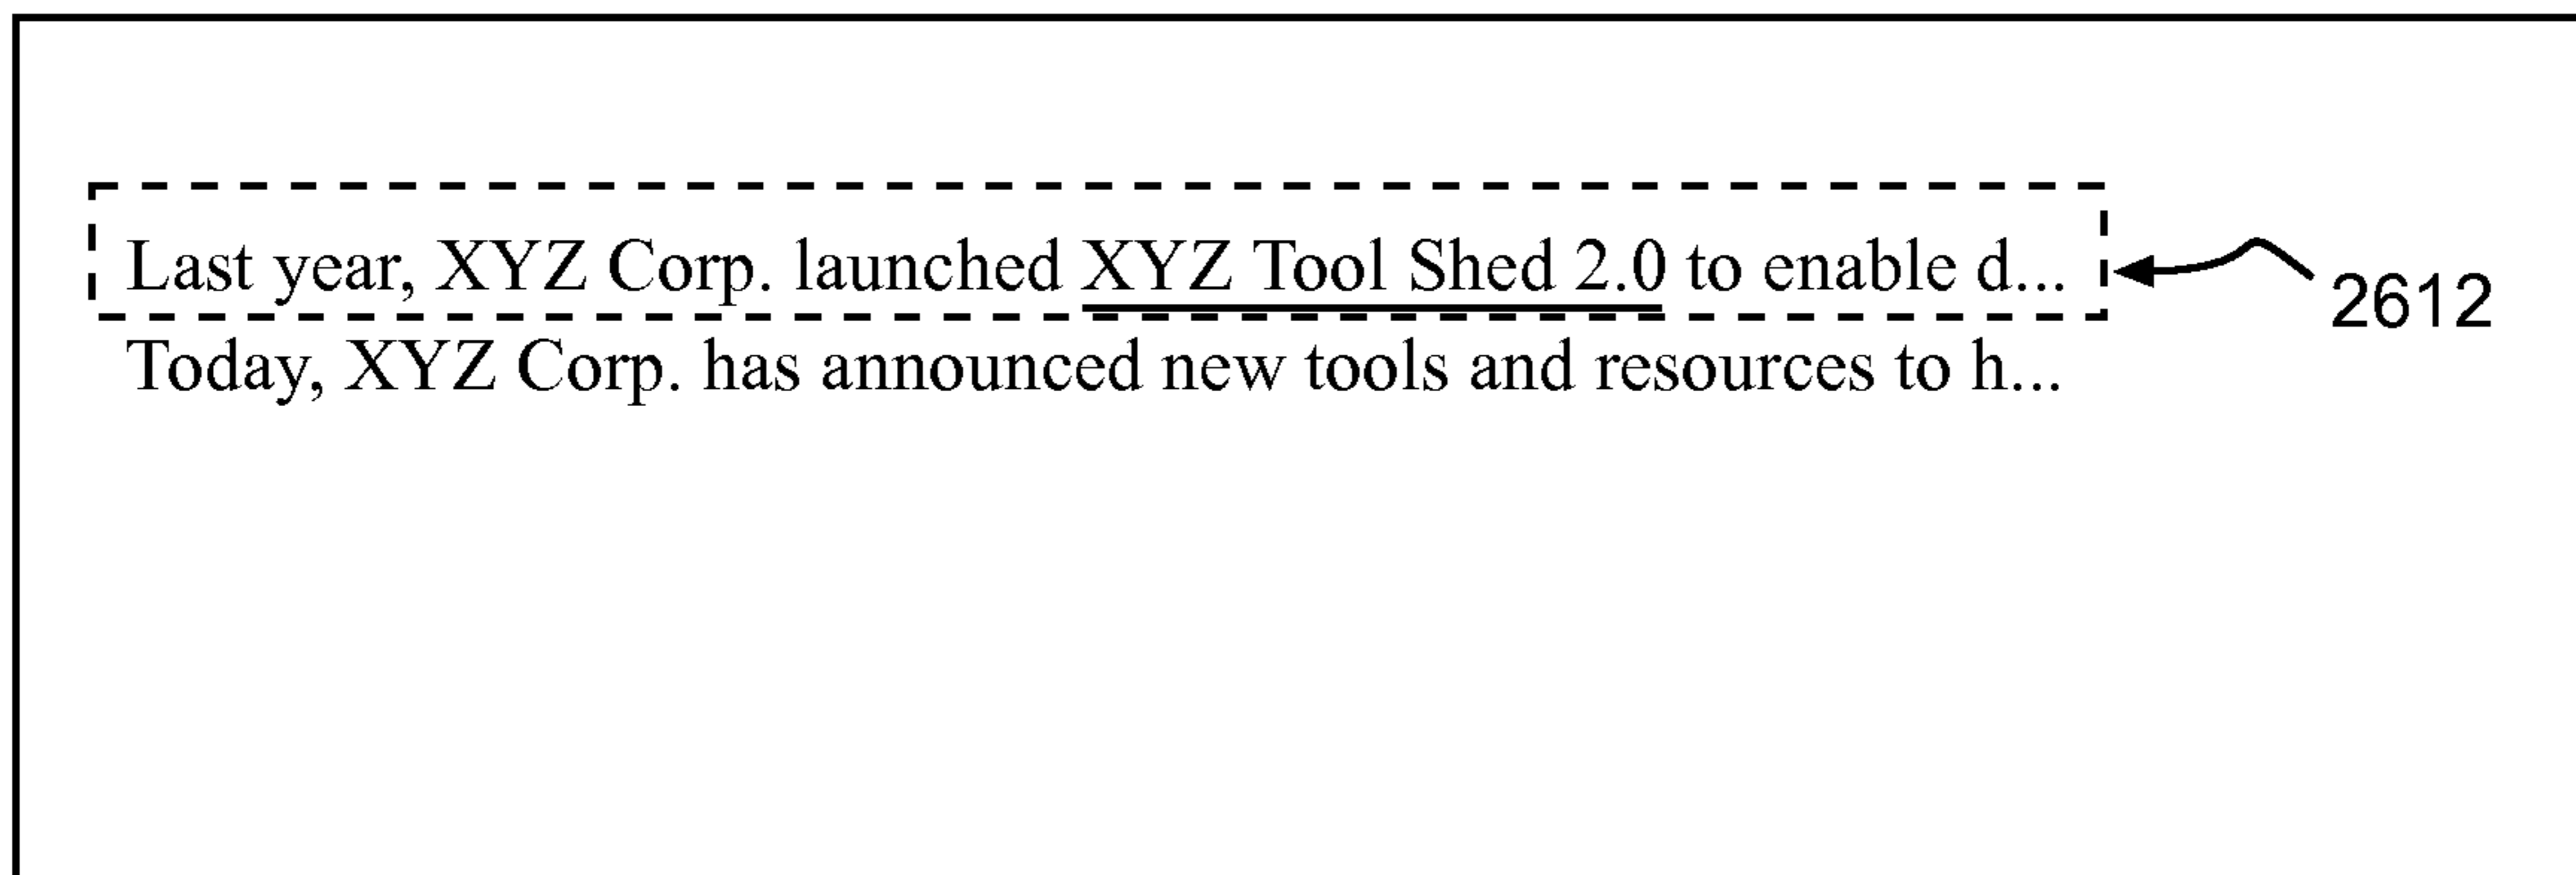 Last year, XYZ Corp. launched XYZ Tool Shed 2.0 to enable d...
2612
Today, XYZ Corp. has announced new tools and resources to h...